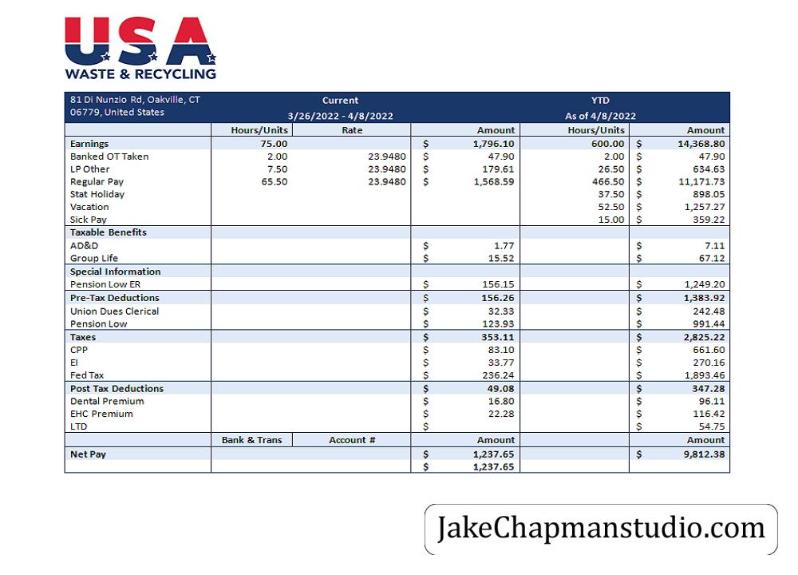 USA
WASTE & RECYCLING
81 Di Nunzio Rd, Oakville, CT Current YTD
06779, United States 3/26/2022 - 4/8/2022 As of 4/8/2022
Hours/Units Rate Amount Hours/Units Amount
Earnings 75.00 $ 1,796.10 600.00 $ 14,368.80
Banked OT Taken 2.00 23.9480 $ 47.90 2.00 $ 47.90
LP Other 7.50 23.9480 $ 179.61 26.50 $ 634.63
Regular Pay 65.50 23.9480 $ 1,568.59 466.50 $ 11,171.73
Stat Holiday 37.50 $ 898.05
Vacation 52.50 $ 1,257.27
Sick Pay 15.00 $ 359.22
Taxable Benefits
AD&D $ 1.77 $ 7.11
Group Life $ 15.52 $ 67.12
Special Information
Pension Low ER $ 156.15 $ 1,249.20
Pre-Tax Deductions $ 156.26 $ 1,383.92
Union Dues Clerical $ 32.33 $ 242.48
Pension Low $ 123.93 $ 991.44
Taxes $ 353.11 $ 2,825.22
CPP $ 83.10 $ 661.60
EI $ 33.77 $ 270.16
Fed Tax $ 236.24 $ 1,893.46
Post Tax Deductions $ 49.08 $ 347.28
Dental Premium $ 16.80 $ 96.11
EHC Premium $ 22.28 $ 116.42
LTD $ $ 54.75
Bank & Trans Account # Amount Amount
Net Pay $ 1,237.65 $ 9,812.38
$ 1,237.65
JakeChapmanstudio.com